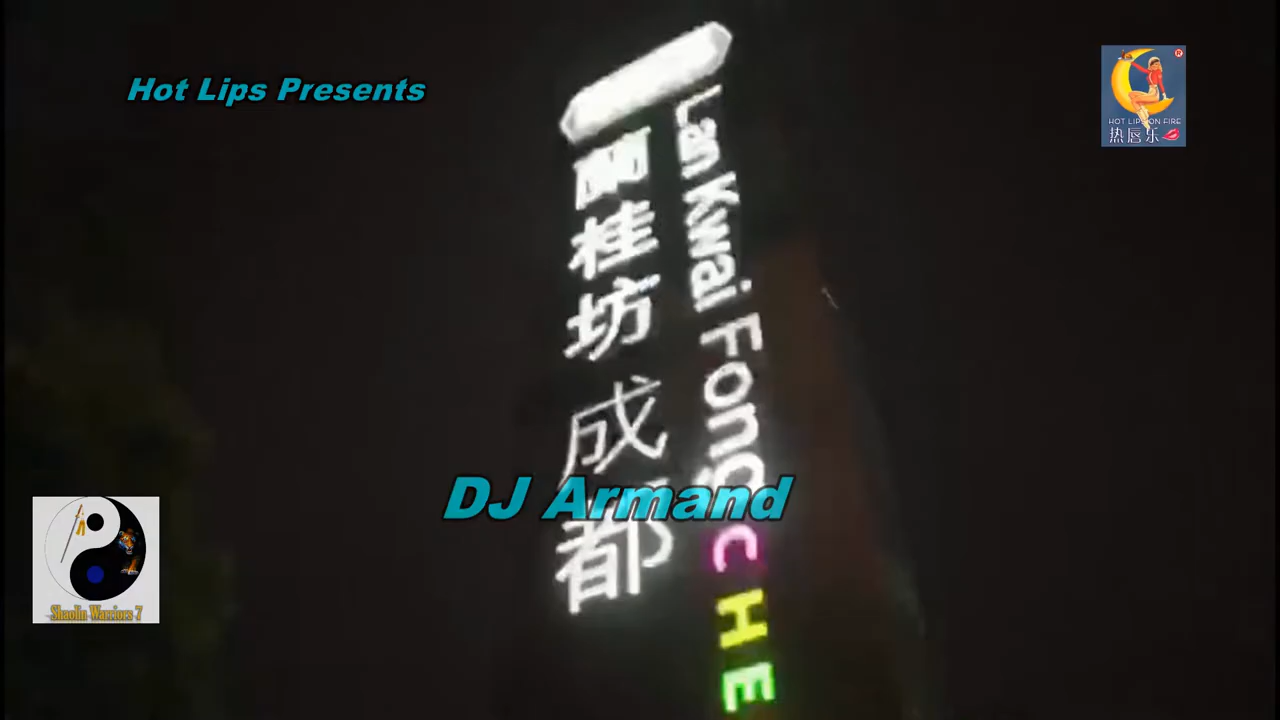 Hot Lips Presents
HOT LIPS ON FIRE
热唇乐
兰桂坊成都
Lan Kwai Fong
CHE
DJ Armand
Shaolin Warriors 7